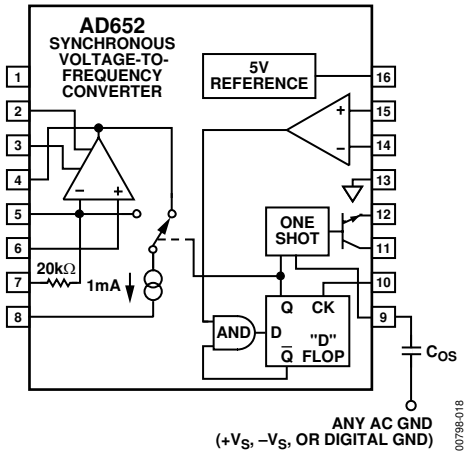 AD652
SYNCHRONOUS
VOLTAGE-TO-
FREQUENCY
CONVERTER
5V
REFERENCE
1
2
3
4
5
6
7
8
16
15
14
13
12
11
10
9
+
−
− +
20kΩ
1mA
ONE
SHOT
AND
Q CK
D "D"
Q̅ FLOP
COS
ANY AC GND
(+VS, –VS, OR DIGITAL GND)
00798-018